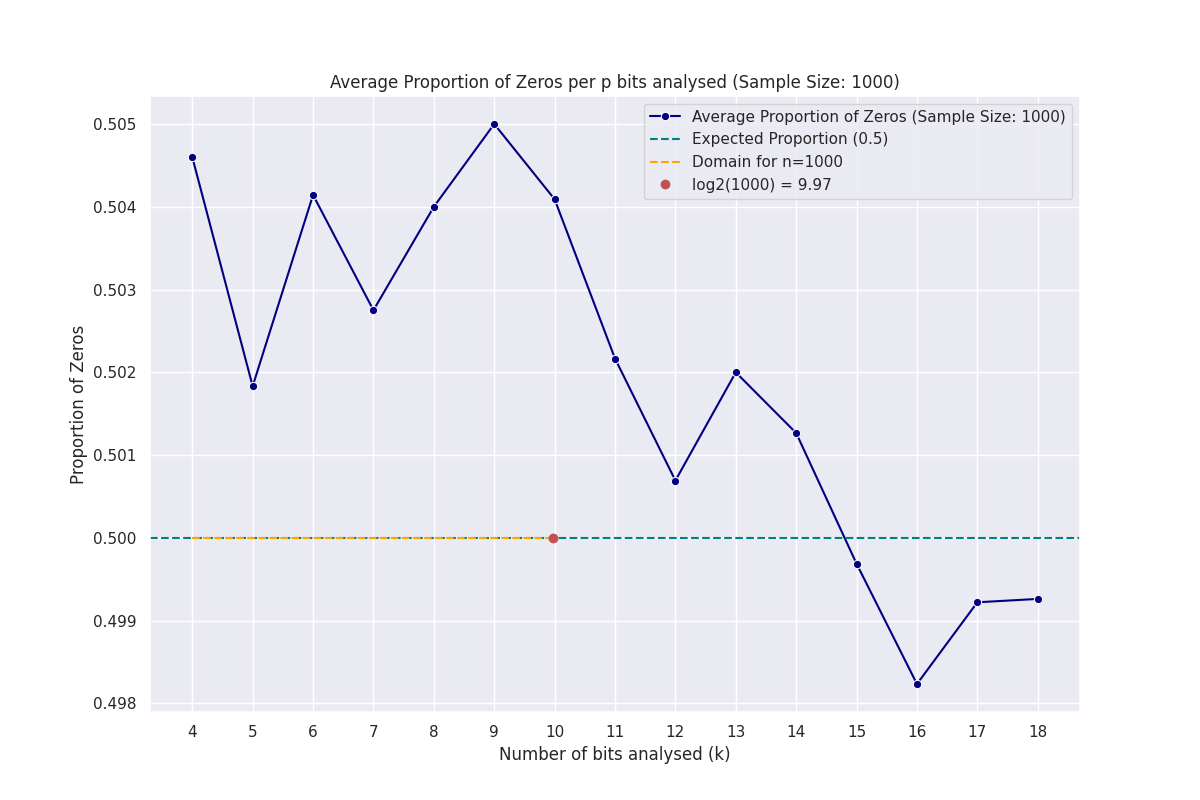 Average Proportion of Zeros per p bits analysed (Sample Size: 1000)
Average Proportion of Zeros (Sample Size: 1000)
Expected Proportion (0.5)
Domain for n=1000
log2(1000) = 9.97
Proportion of Zeros
0.505
0.504
0.503
0.502
0.501
0.500
0.499
0.498
4 5 6 7 8 9 10 11 12 13 14 15 16 17 18
Number of bits analysed (k)